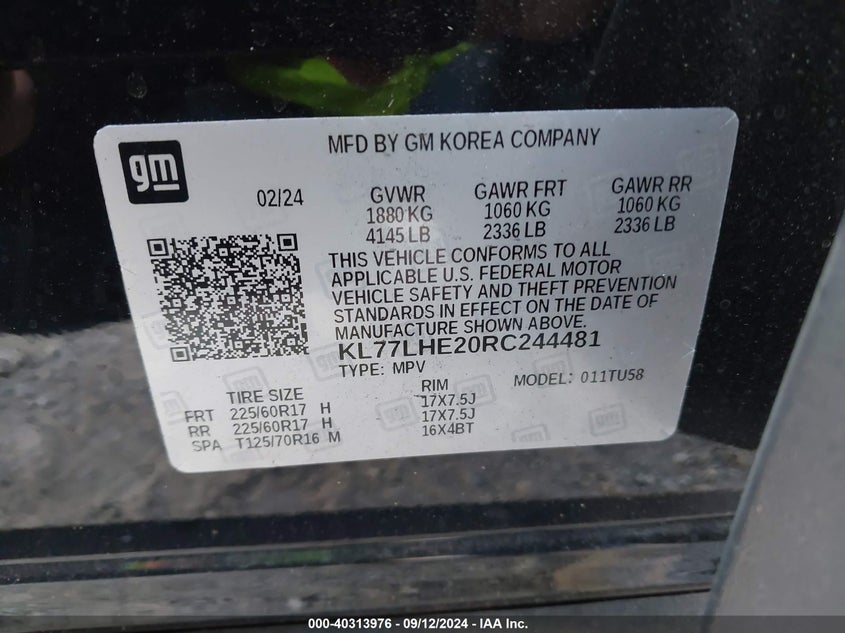 gm
MFD BY GM KOREA COMPANY
02/24
GVWR
1880 KG
4145 LB
GAWR FRT
1060 KG
2336 LB
GAWR RR
1060 KG
2336 LB
THIS VEHICLE CONFORMS TO ALL
APPLICABLE U.S. FEDERAL MOTOR
VEHICLE SAFETY AND THEFT PREVENTION
STANDARDS IN EFFECT ON THE DATE OF
MANUFACTURE SHOWN ABOVE.
KL77LHE20RC244481
TYPE: MPV
MODEL: 011TU58
TIRE SIZE
RIM
FRT 225/60R17 H 17X7.5J
RR 225/60R17 H 17X7.5J
SPA T125/70R16 M 16X4BT
000-40313976 - 09/12/2024 - IAA Inc.